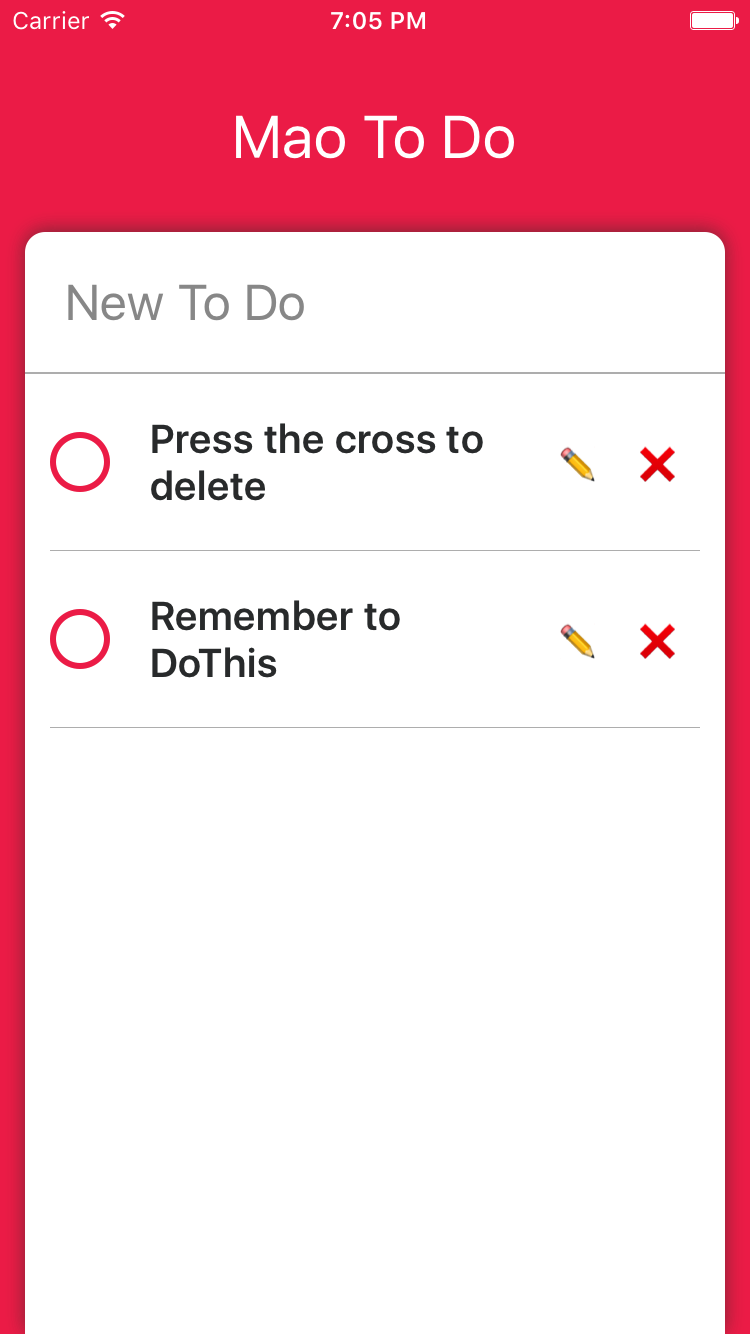 Carrier 7:05 PM
Mao To Do
New To Do
Press the cross to
delete
Remember to
DoThis